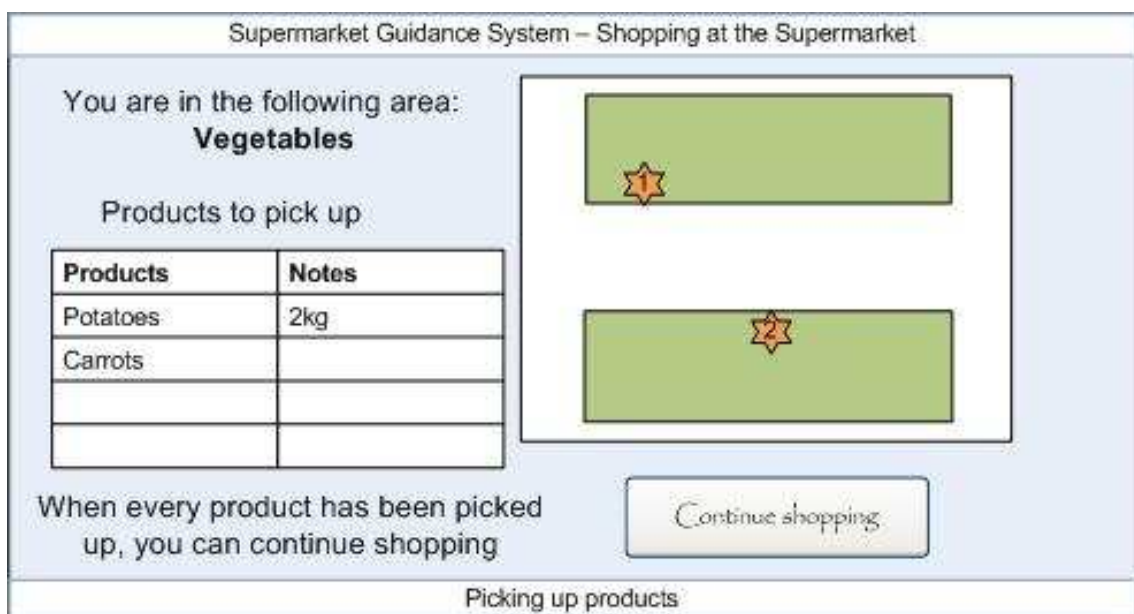 Supermarket Guidance System – Shopping at the Supermarket
You are in the following area:
Vegetables
Products to pick up
Products Notes
Potatoes 2kg
Carrots
When every product has been picked
up, you can continue shopping
1
2
Continue shopping
Picking up products